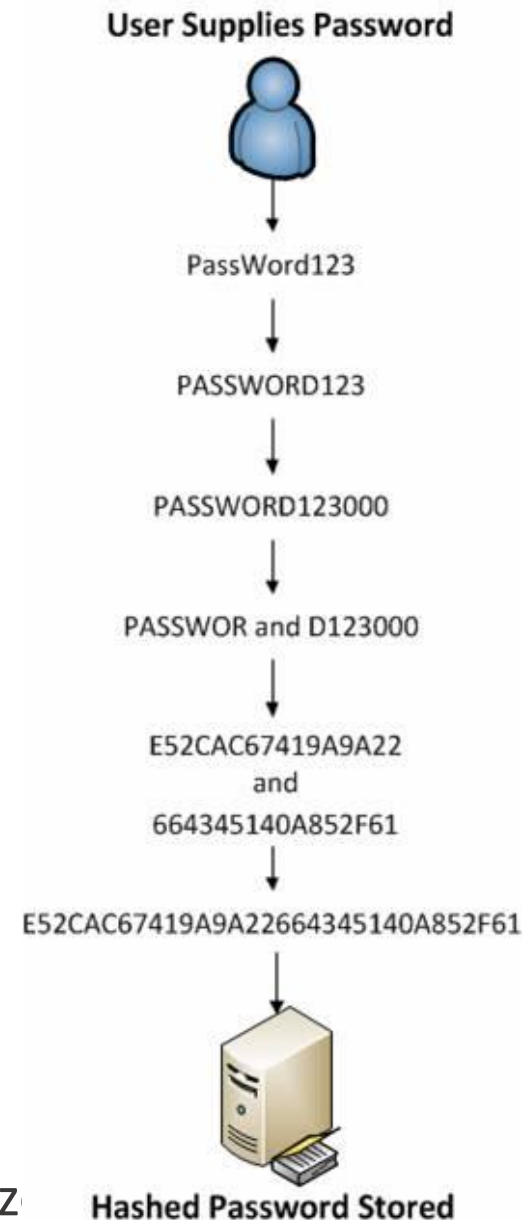 User Supplies Password
PassWord123
PASSWORD123
PASSWORD123000
PASSWOR and D123000
E52CAC67419A9A22
and
664345140A852F61
E52CAC67419A9A22664345140A852F61
Hashed Password Stored